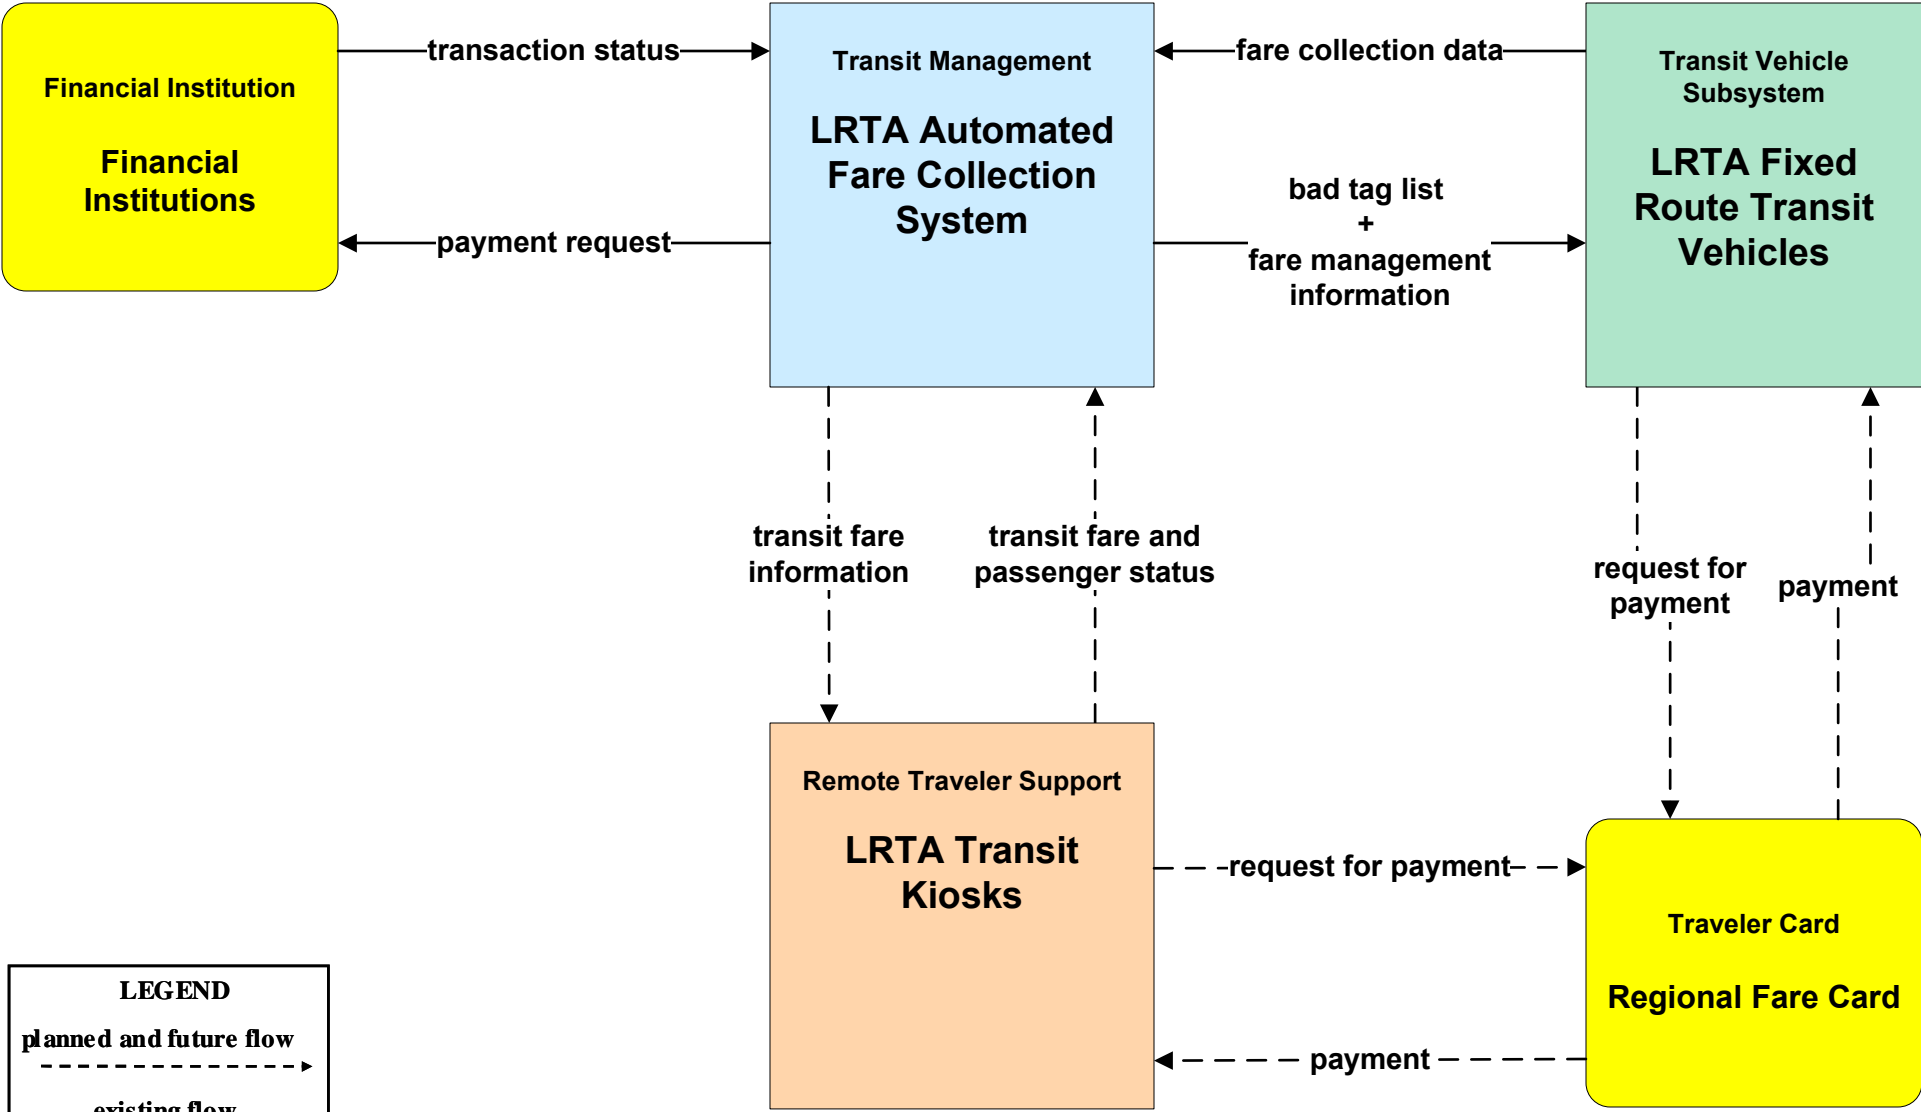 Financial Institution
Financial
Institutions
transaction status
payment request
Transit Management
LRTA Automated
Fare Collection
System
fare collection data
bad tag list
+
fare management
information
Transit Vehicle
Subsystem
LRTA Fixed
Route Transit
Vehicles
transit fare
information
transit fare and
passenger status
request for
payment
payment
Remote Traveler Support
LRTA Transit
Kiosks
request for payment
payment
Traveler Card
Regional Fare Card
LEGEND
planned and future flow
existing flow